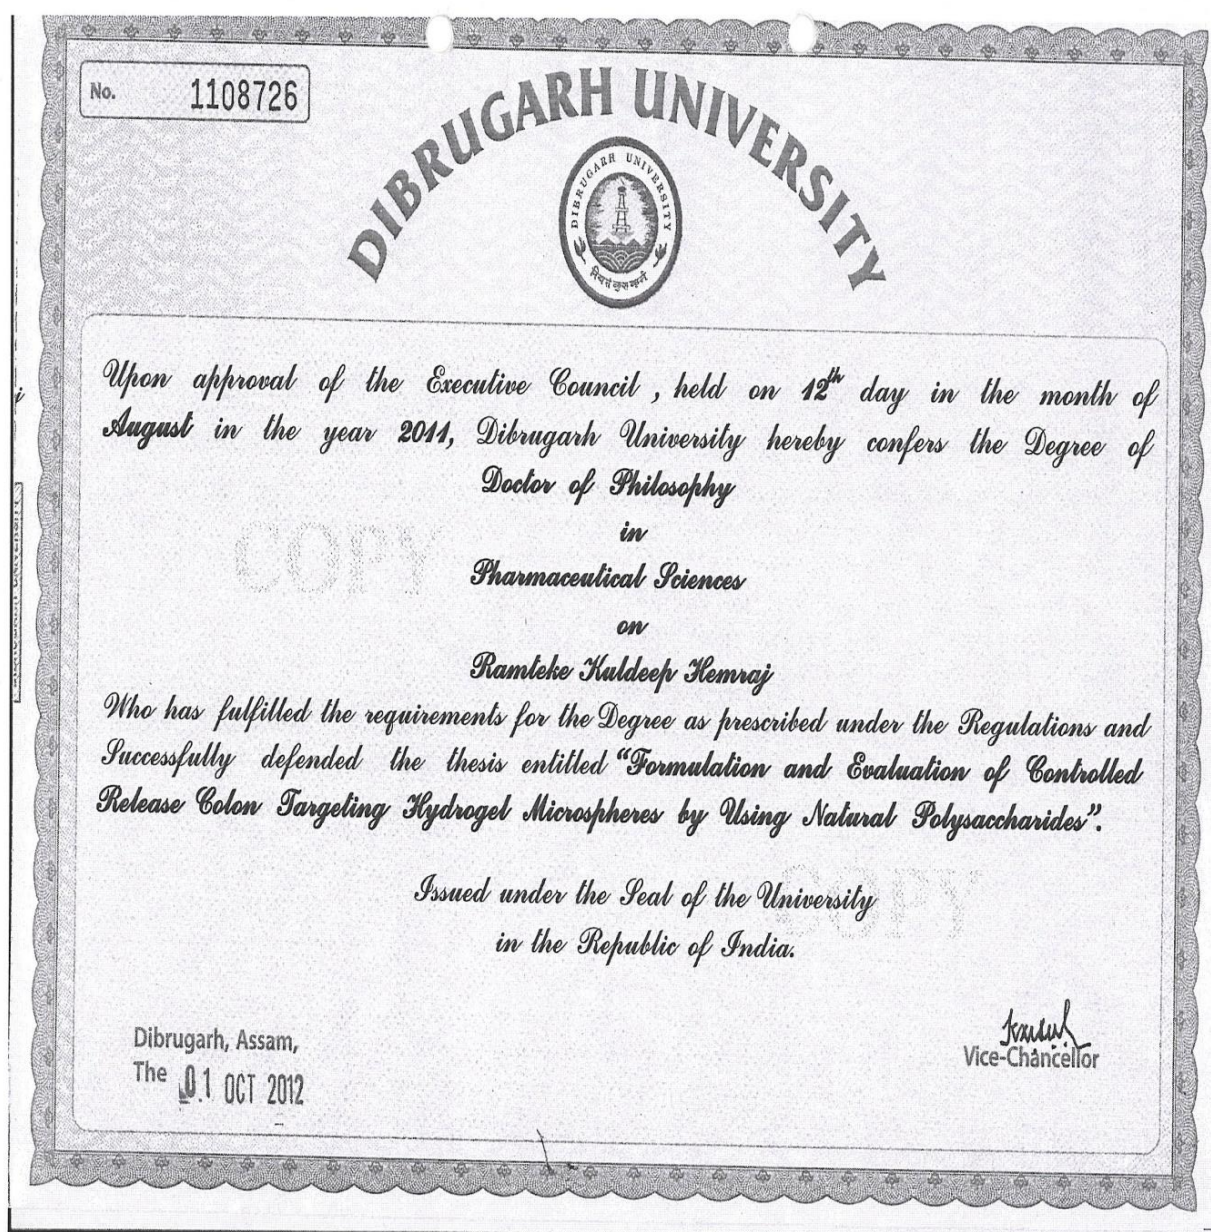 No. 1108726
DIBRUGARH UNIVERSITY
DIBRUGARH UNIVERSITY
Upon approval of the Executive Council, held on 12th day in the month of
August in the year 2011, Dibrugarh University hereby confers the Degree of
Doctor of Philosophy
in
Pharmaceutical Sciences
on
Ramteke Kuldeep Hemraj
Who has fulfilled the requirements for the Degree as prescribed under the Regulations and
Successfully defended the thesis entitled "Formulation and Evaluation of Controlled
Release Colon Targeting Hydrogel Microspheres by Using Natural Polysaccharides".
COPY
COPY
Issued under the Seal of the University
in the Republic of India.
Dibrugarh, Assam,
The 01 OCT 2012
Vice-Chancellor